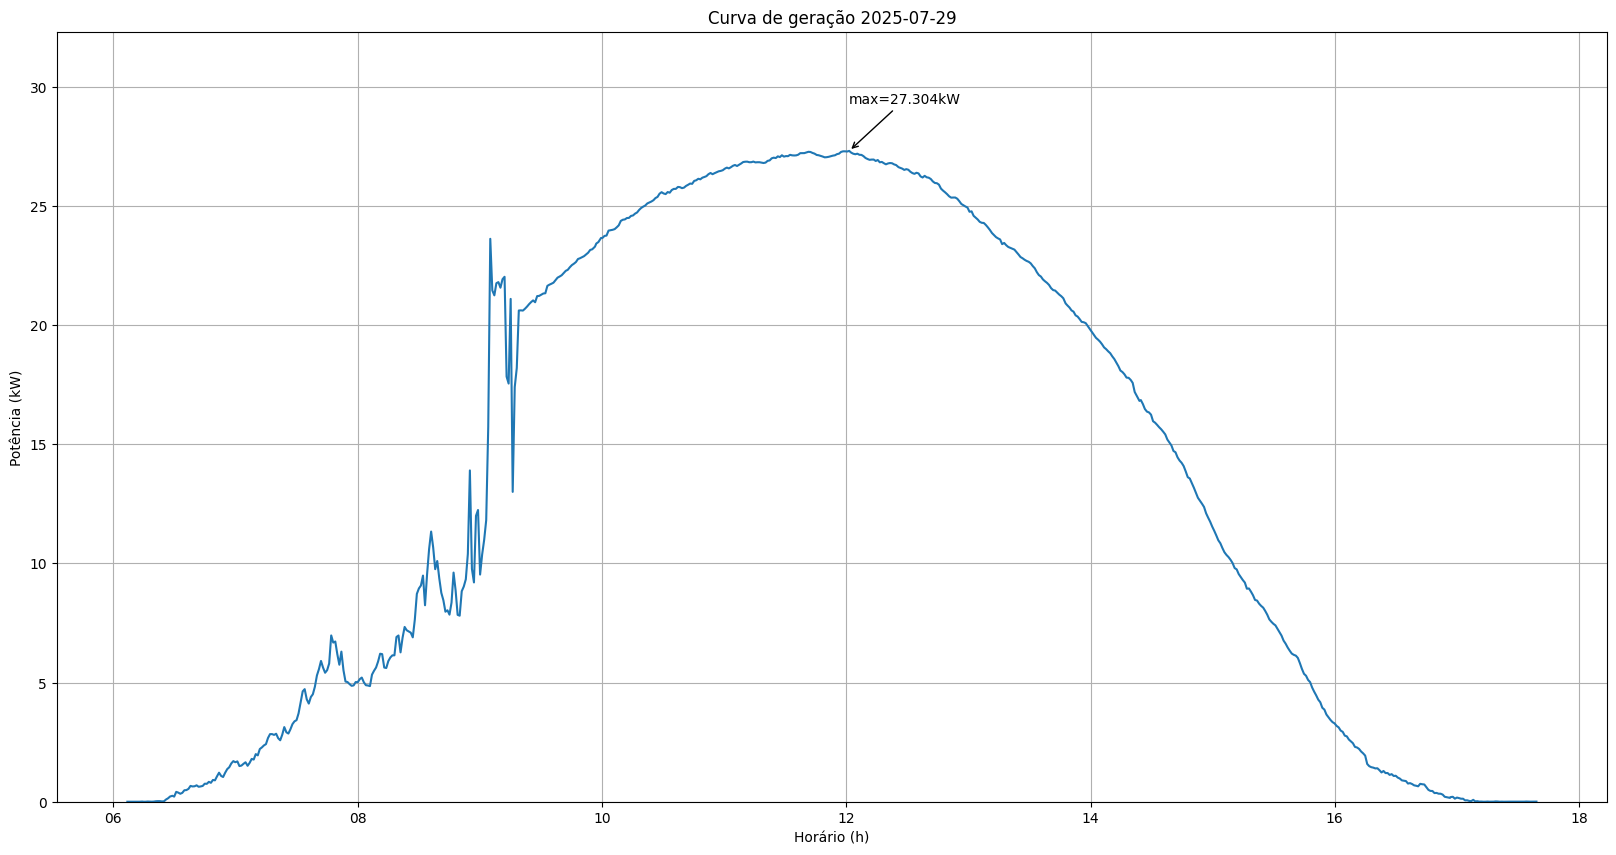 Curva de geração 2025-07-29
max=27.304kW
Potência (kW)
30
25
20
15
10
5
0
06 08 10 12 14 16 18
Horário (h)